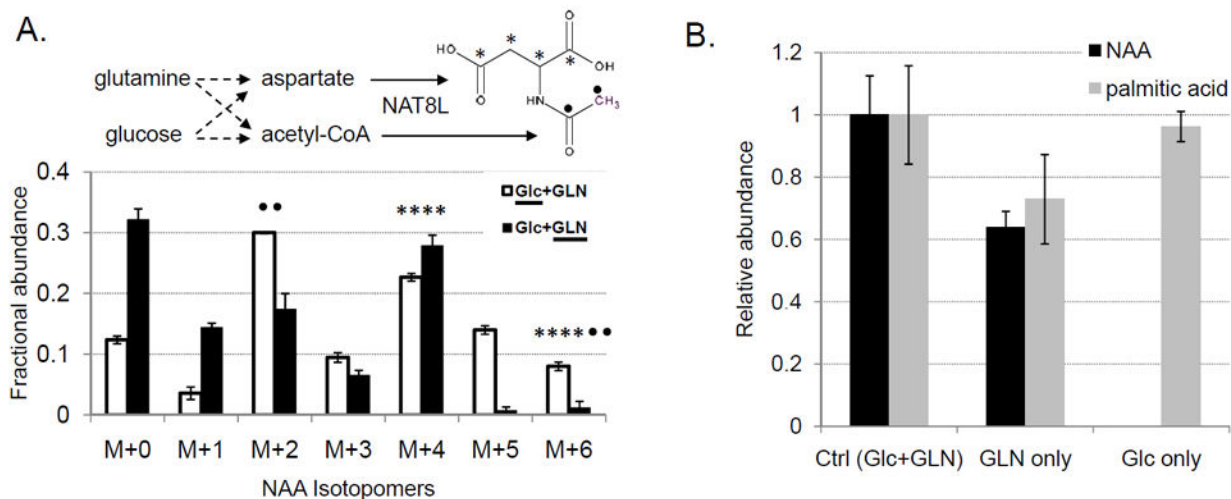 A.
glutamine
aspartate
NAT8L
glucose
acetyl-CoA
HO
O
*
*
*
O
*
OH
HN
•
•
CH₃
O
Fractional abundance
0.4
0.3
0.2
0.1
0
Glc+GLN
Glc+GLN
••
****
****••
M+0 M+1 M+2 M+3 M+4 M+5 M+6
NAA Isotopomers
B.
Relative abundance
1.2
1
0.8
0.6
0.4
0.2
0
NAA
palmitic acid
Ctrl (Glc+GLN) GLN only Glc only